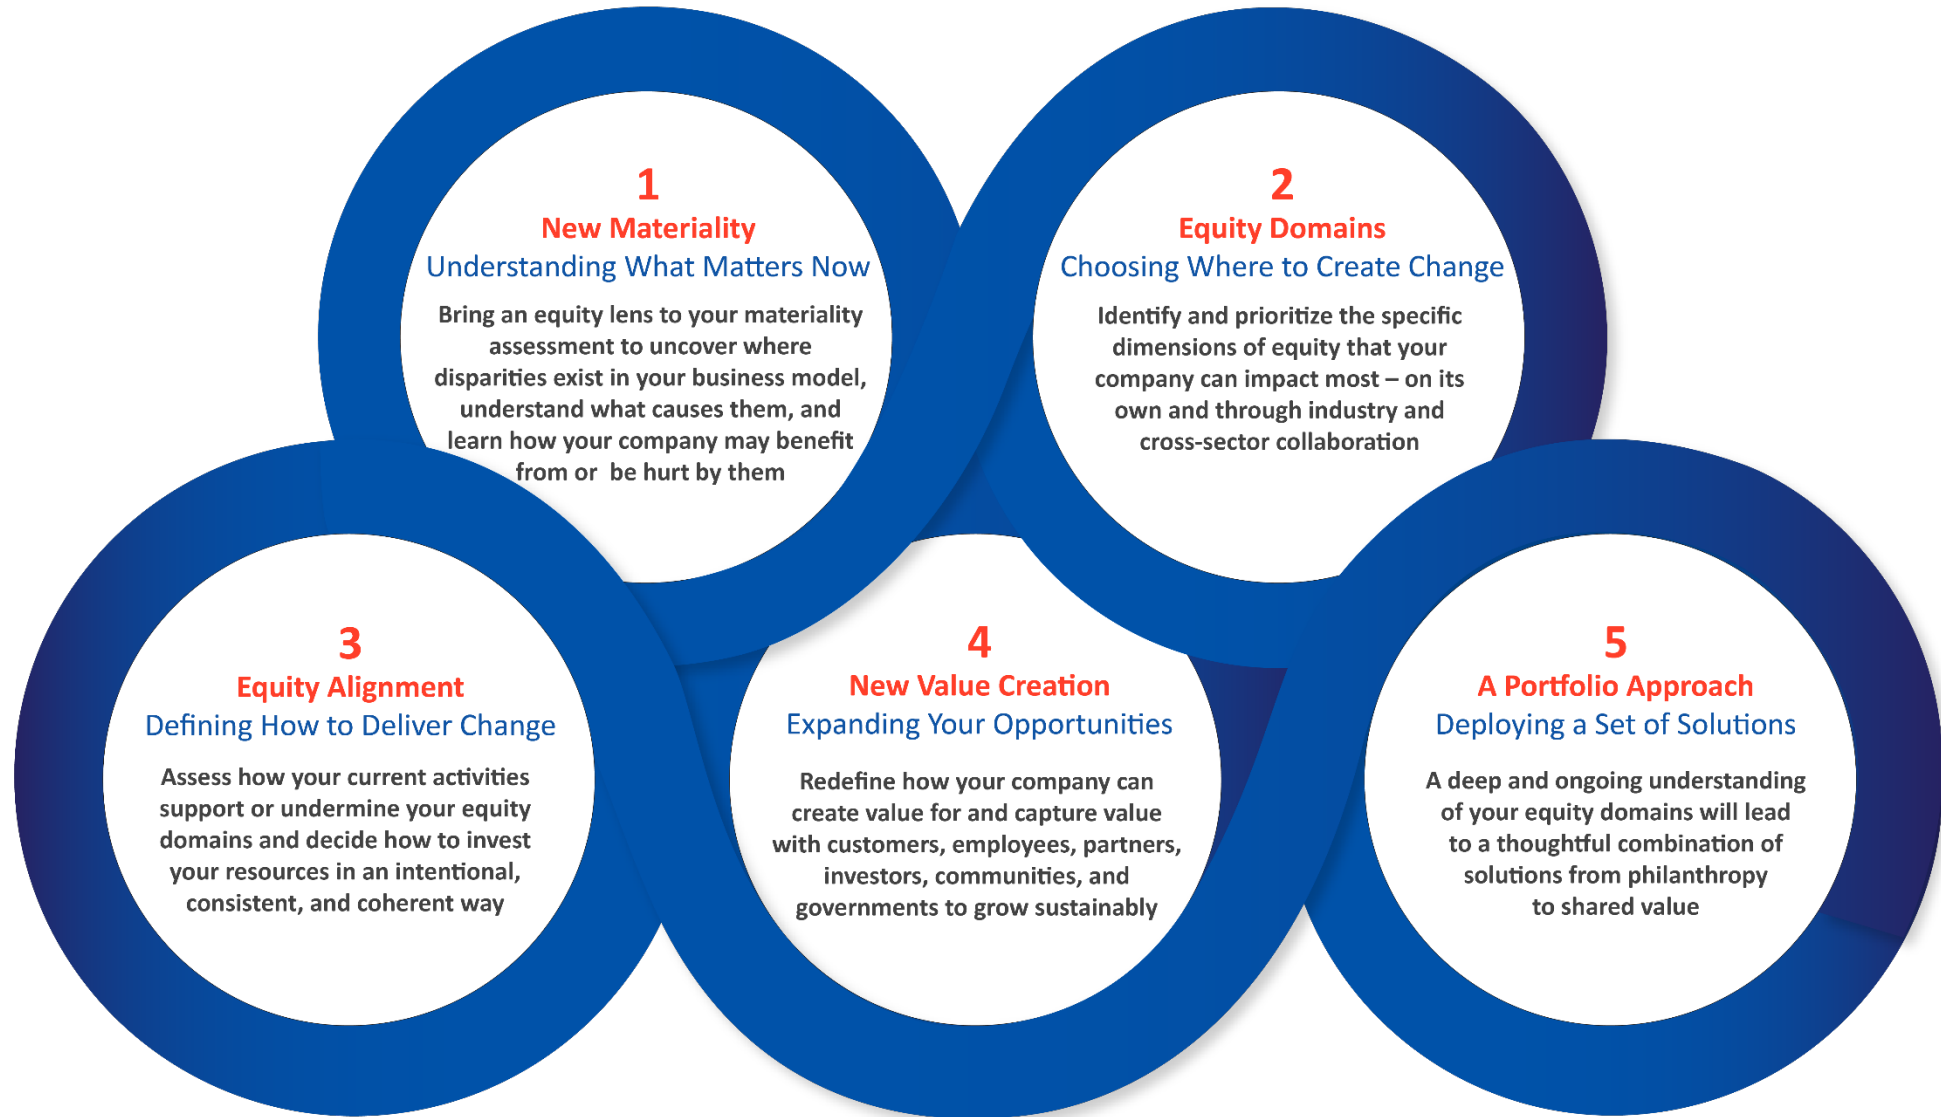 1
New Materiality
Understanding What Matters Now
Bring an equity lens to your materiality
assessment to uncover where
disparities exist in your business model,
understand what causes them, and
learn how your company may benefit
from or  be hurt by them
2
Equity Domains
Choosing Where to Create Change
Identify and prioritize the specific
dimensions of equity that your
company can impact most – on its
own and through industry and
cross-sector collaboration
3
Equity Alignment
Defining How to Deliver Change
Assess how your current activities
support or undermine your equity
domains and decide how to invest
your resources in an intentional,
consistent, and coherent way
4
New Value Creation
Expanding Your Opportunities
Redefine how your company can
create value for and capture value
with customers, employees, partners,
investors, communities, and
governments to grow sustainably
5
A Portfolio Approach
Deploying a Set of Solutions
A deep and ongoing understanding
of your equity domains will lead
to a thoughtful combination of
solutions from philanthropy
to shared value